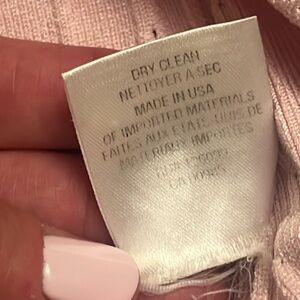 DRY CLEAN
NETTOYER A SEC
MADE IN USA
OF IMPORTED MATERIALS
FAITES AUX ETATS-UNIS DE
MATERIAUX IMPORTES